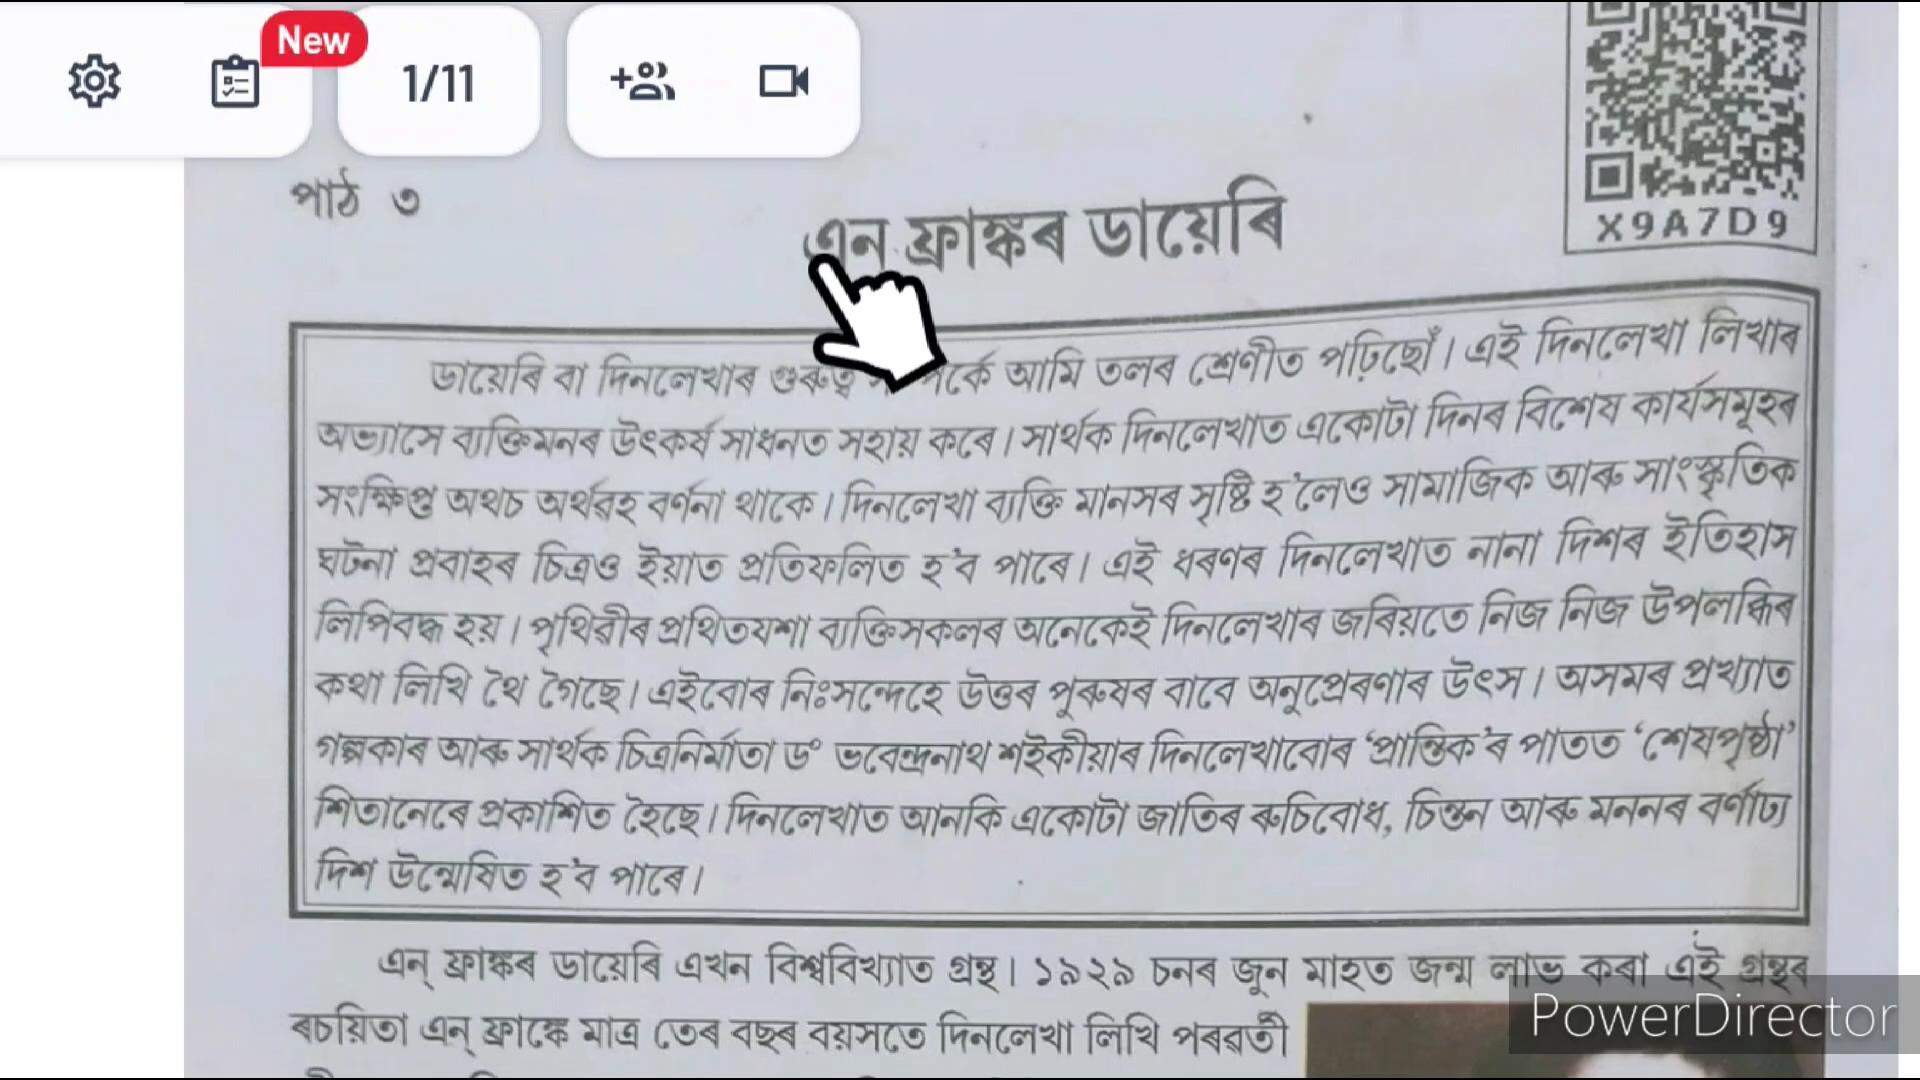 New
1/11
X9A7D9
পাঠ ৩
এন ফ্ৰাঙ্কৰ ডায়েৰি
ডায়েৰি বা দিনলেখাৰ গুৰুত্ব আমি তলৰ শ্ৰেণীত পঢ়িছোঁ। এই দিনলেখা লিখাৰ
অভ্যাসে ব্যক্তিমনৰ উৎকৰ্ষ সাধনত সহায় কৰে। সাৰ্থক দিনলেখাত একোটা দিনৰ বিশেষ কাৰ্যসমূহৰ
সংক্ষিপ্ত অথচ অৰ্থৱহ বৰ্ণনা থাকে। দিনলেখা ব্যক্তি মানসৰ সৃষ্টি হ'লেও সামাজিক আৰু সাংস্কৃতিক
ঘটনা প্ৰবাহৰ চিত্ৰও ইয়াত প্ৰতিফলিত হ'ব পাৰে। এই ধৰণৰ দিনলেখাত নানা দিশৰ ইতিহাস
লিপিবদ্ধ হয়। পৃথিৱীৰ প্ৰথিতযশা ব্যক্তিসকলৰ অনেকেই দিনলেখাৰ জৰিয়তে নিজ নিজ উপলব্ধিৰ
কথা লিখি থৈ গৈছে। এইবোৰ নিঃসন্দেহে উত্তৰ পুৰুষৰ বাবে অনুপ্ৰেৰণাৰ উৎস। অসমৰ প্ৰখ্যাত
গল্পকাৰ আৰু সাৰ্থক চিত্ৰনিৰ্মাতা ড° ভবেন্দ্ৰনাথ শইকীয়াৰ দিনলেখাবোৰ ‘প্ৰান্তিক’ৰ পাতত ‘শেষপৃষ্ঠা’
শিতানেৰে প্ৰকাশিত হৈছে। দিনলেখাত আনকি একোটা জাতিৰ ৰুচিবোধ, চিন্তন আৰু মননৰ বৰ্ণাঢ্য
দিশ উন্মেষিত হ'ব পাৰে।
এন্ ফ্ৰাঙ্কৰ ডায়েৰি এখন বিশ্ববিখ্যাত গ্ৰন্থ। ১৯২৯ চনৰ জুন মাহত জন্ম লাভ কৰা এই গ্ৰন্থৰ
ৰচয়িতা এন্ ফ্ৰাঙ্কে মাত্ৰ তেৰ বছৰ বয়সতে দিনলেখা লিখি পৰৱৰ্তী
PowerDirector